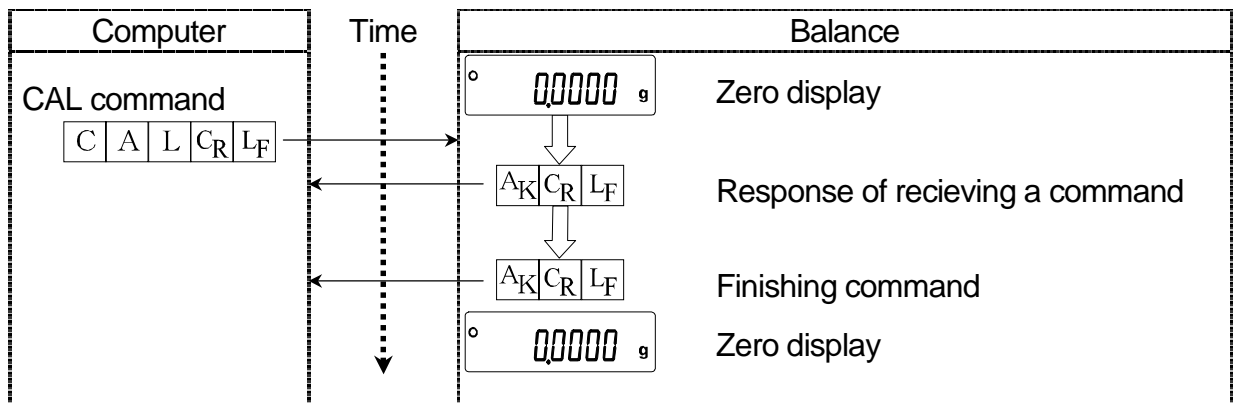 Computer Time Balance
0.0000 g Zero display
CAL command
C A L CR LF
AK CR LF Response of recieving a command
AK CR LF Finishing command
0.0000 g Zero display